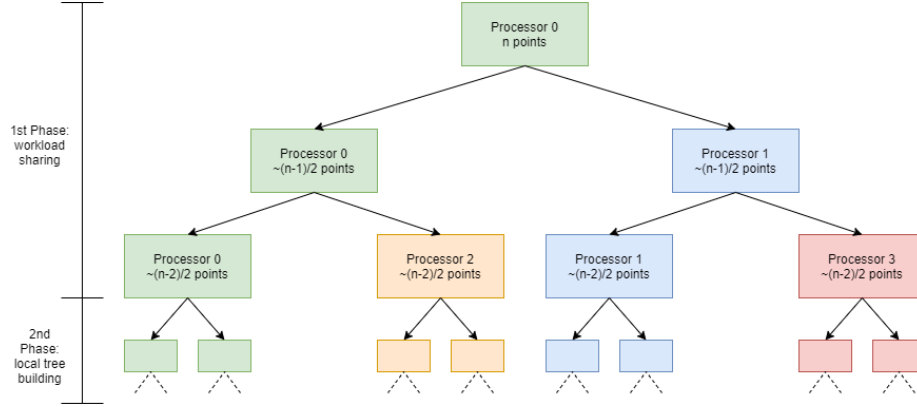 Processor 0
n points
1st Phase:
workload
sharing
Processor 0
~(n-1)/2 points
Processor 1
~(n-1)/2 points
Processor 0
~(n-2)/2 points
Processor 2
~(n-2)/2 points
Processor 1
~(n-2)/2 points
Processor 3
~(n-2)/2 points
2nd
Phase:
local tree
building